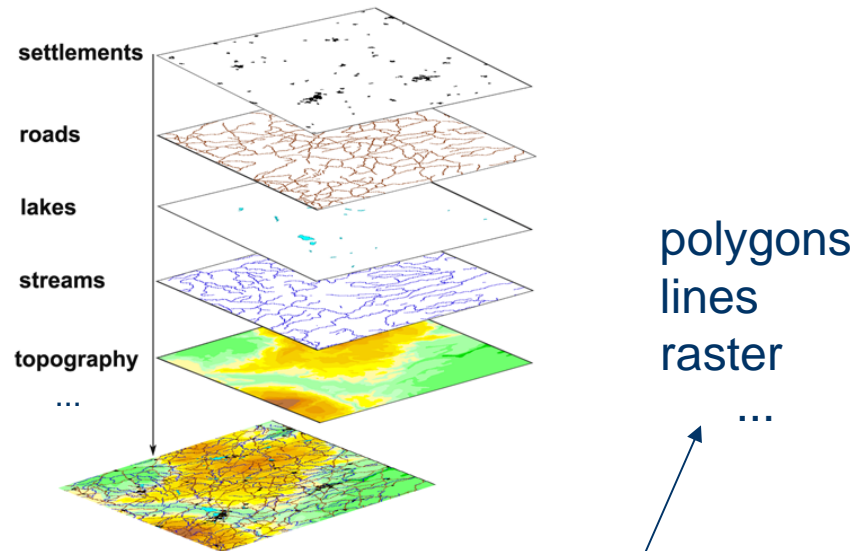 settlements
roads
lakes
streams
topography
...
polygons
lines
raster
...